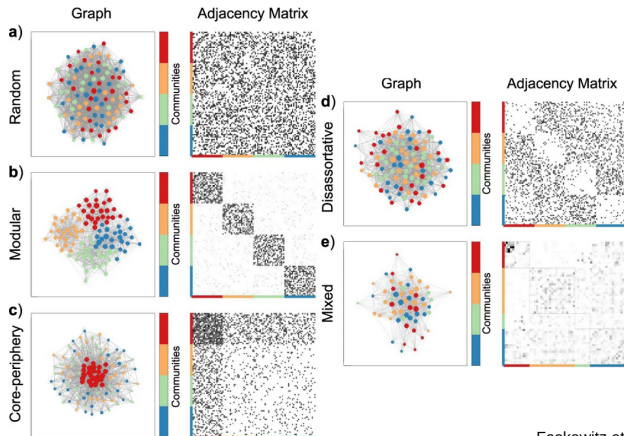 Graph
Adjacency Matrix
a)
Random
Communities
b)
Modular
Communities
c)
Core-periphery
Communities
Graph
Adjacency Matrix
d)
Disassortative
Communities
e)
Mixed
Communities